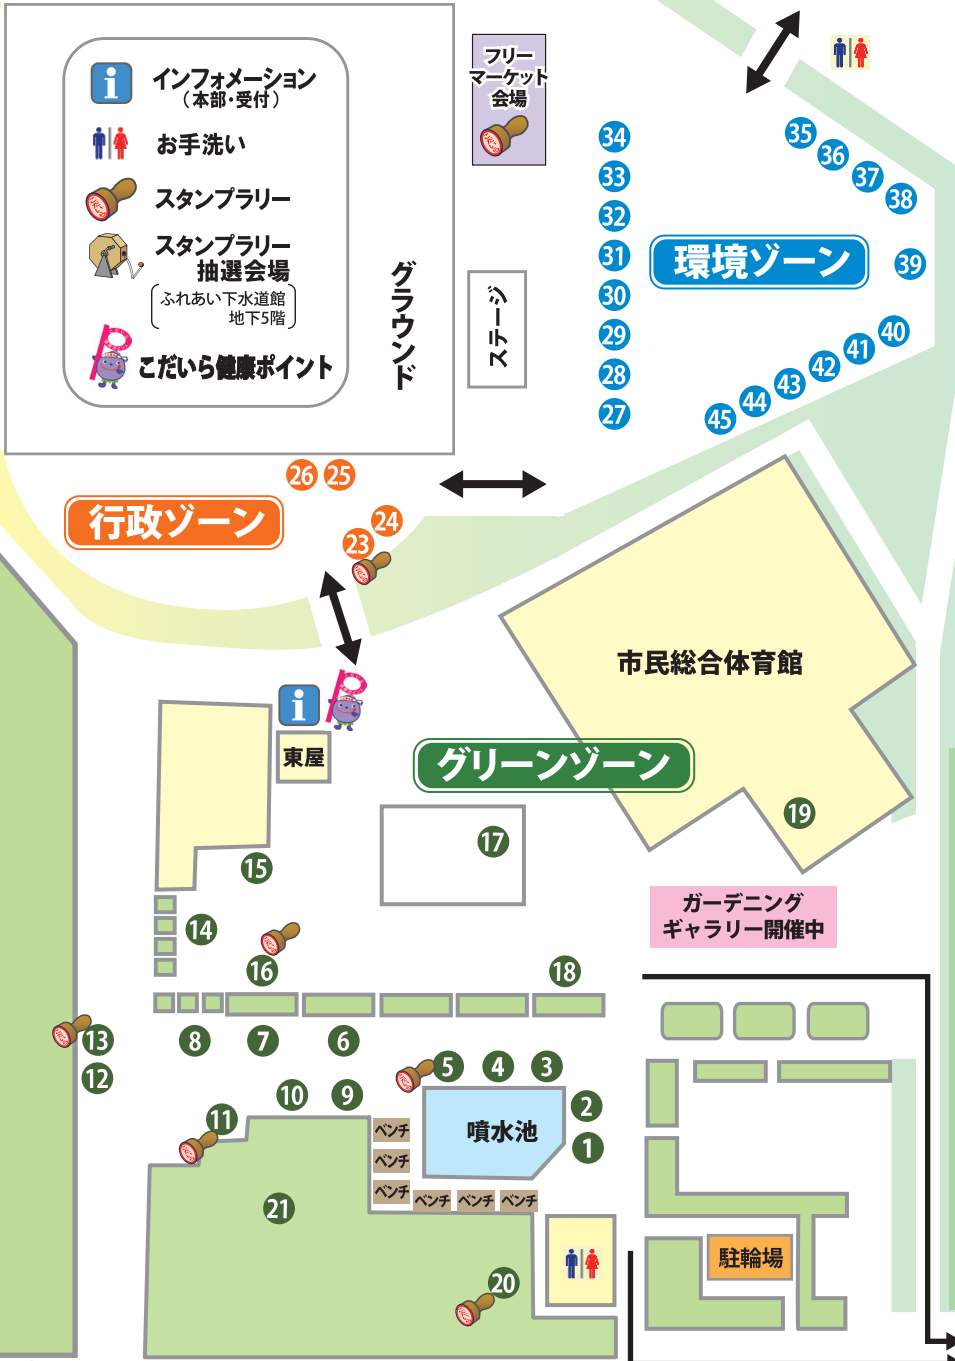 インフォメーション
（本部・受付）
お手洗い
スタンプラリー
スタンプラリー
抽選会場
ふれあい下水道館
地下5階
こだいら健康ポイント
フリー
マーケット
会場
グラウンド
ステージ
34
33
32
31
30
29
28
27
35
36
37
38
環境ゾーン
39
40
41
42
43
44
45
26 25
行政ゾーン
24
23
市民総合体育館
東屋
グリーンゾーン
19
17
15
ガーデニング
ギャラリー開催中
14
16
18
13
12
8
7
6
5
4
3
2
1
11
10
9
噴水池
ベンチ
ベンチ
ベンチ
ベンチ ベンチ ベンチ
21
20
駐輪場